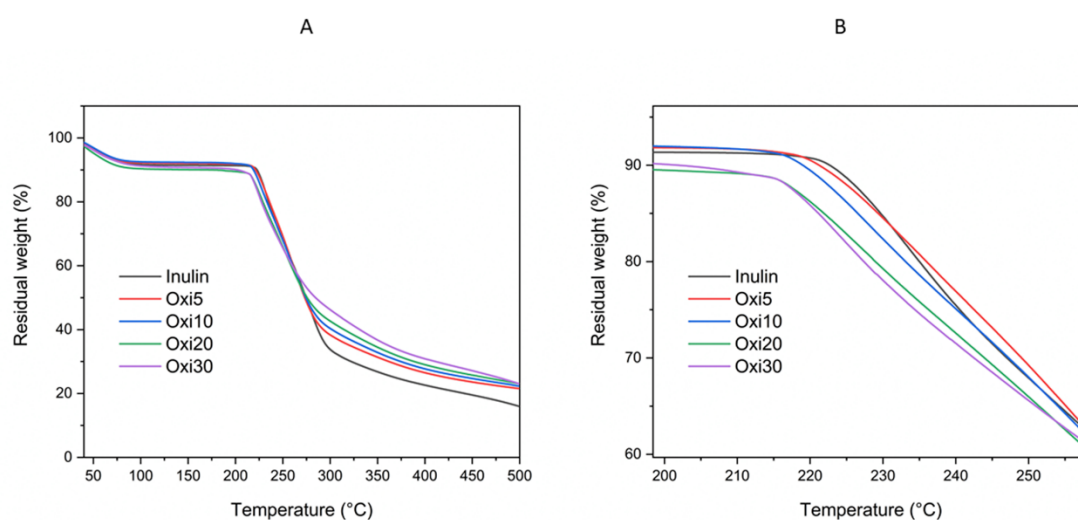 A
B
100
80
60
40
20
0
Residual weight (%)
Inulin
Oxi5
Oxi10
Oxi20
Oxi30
50 100 150 200 250 300 350 400 450 500
Temperature (°C)
90
80
70
60
Residual weight (%)
Inulin
Oxi5
Oxi10
Oxi20
Oxi30
200 210 220 230 240 250
Temperature (°C)